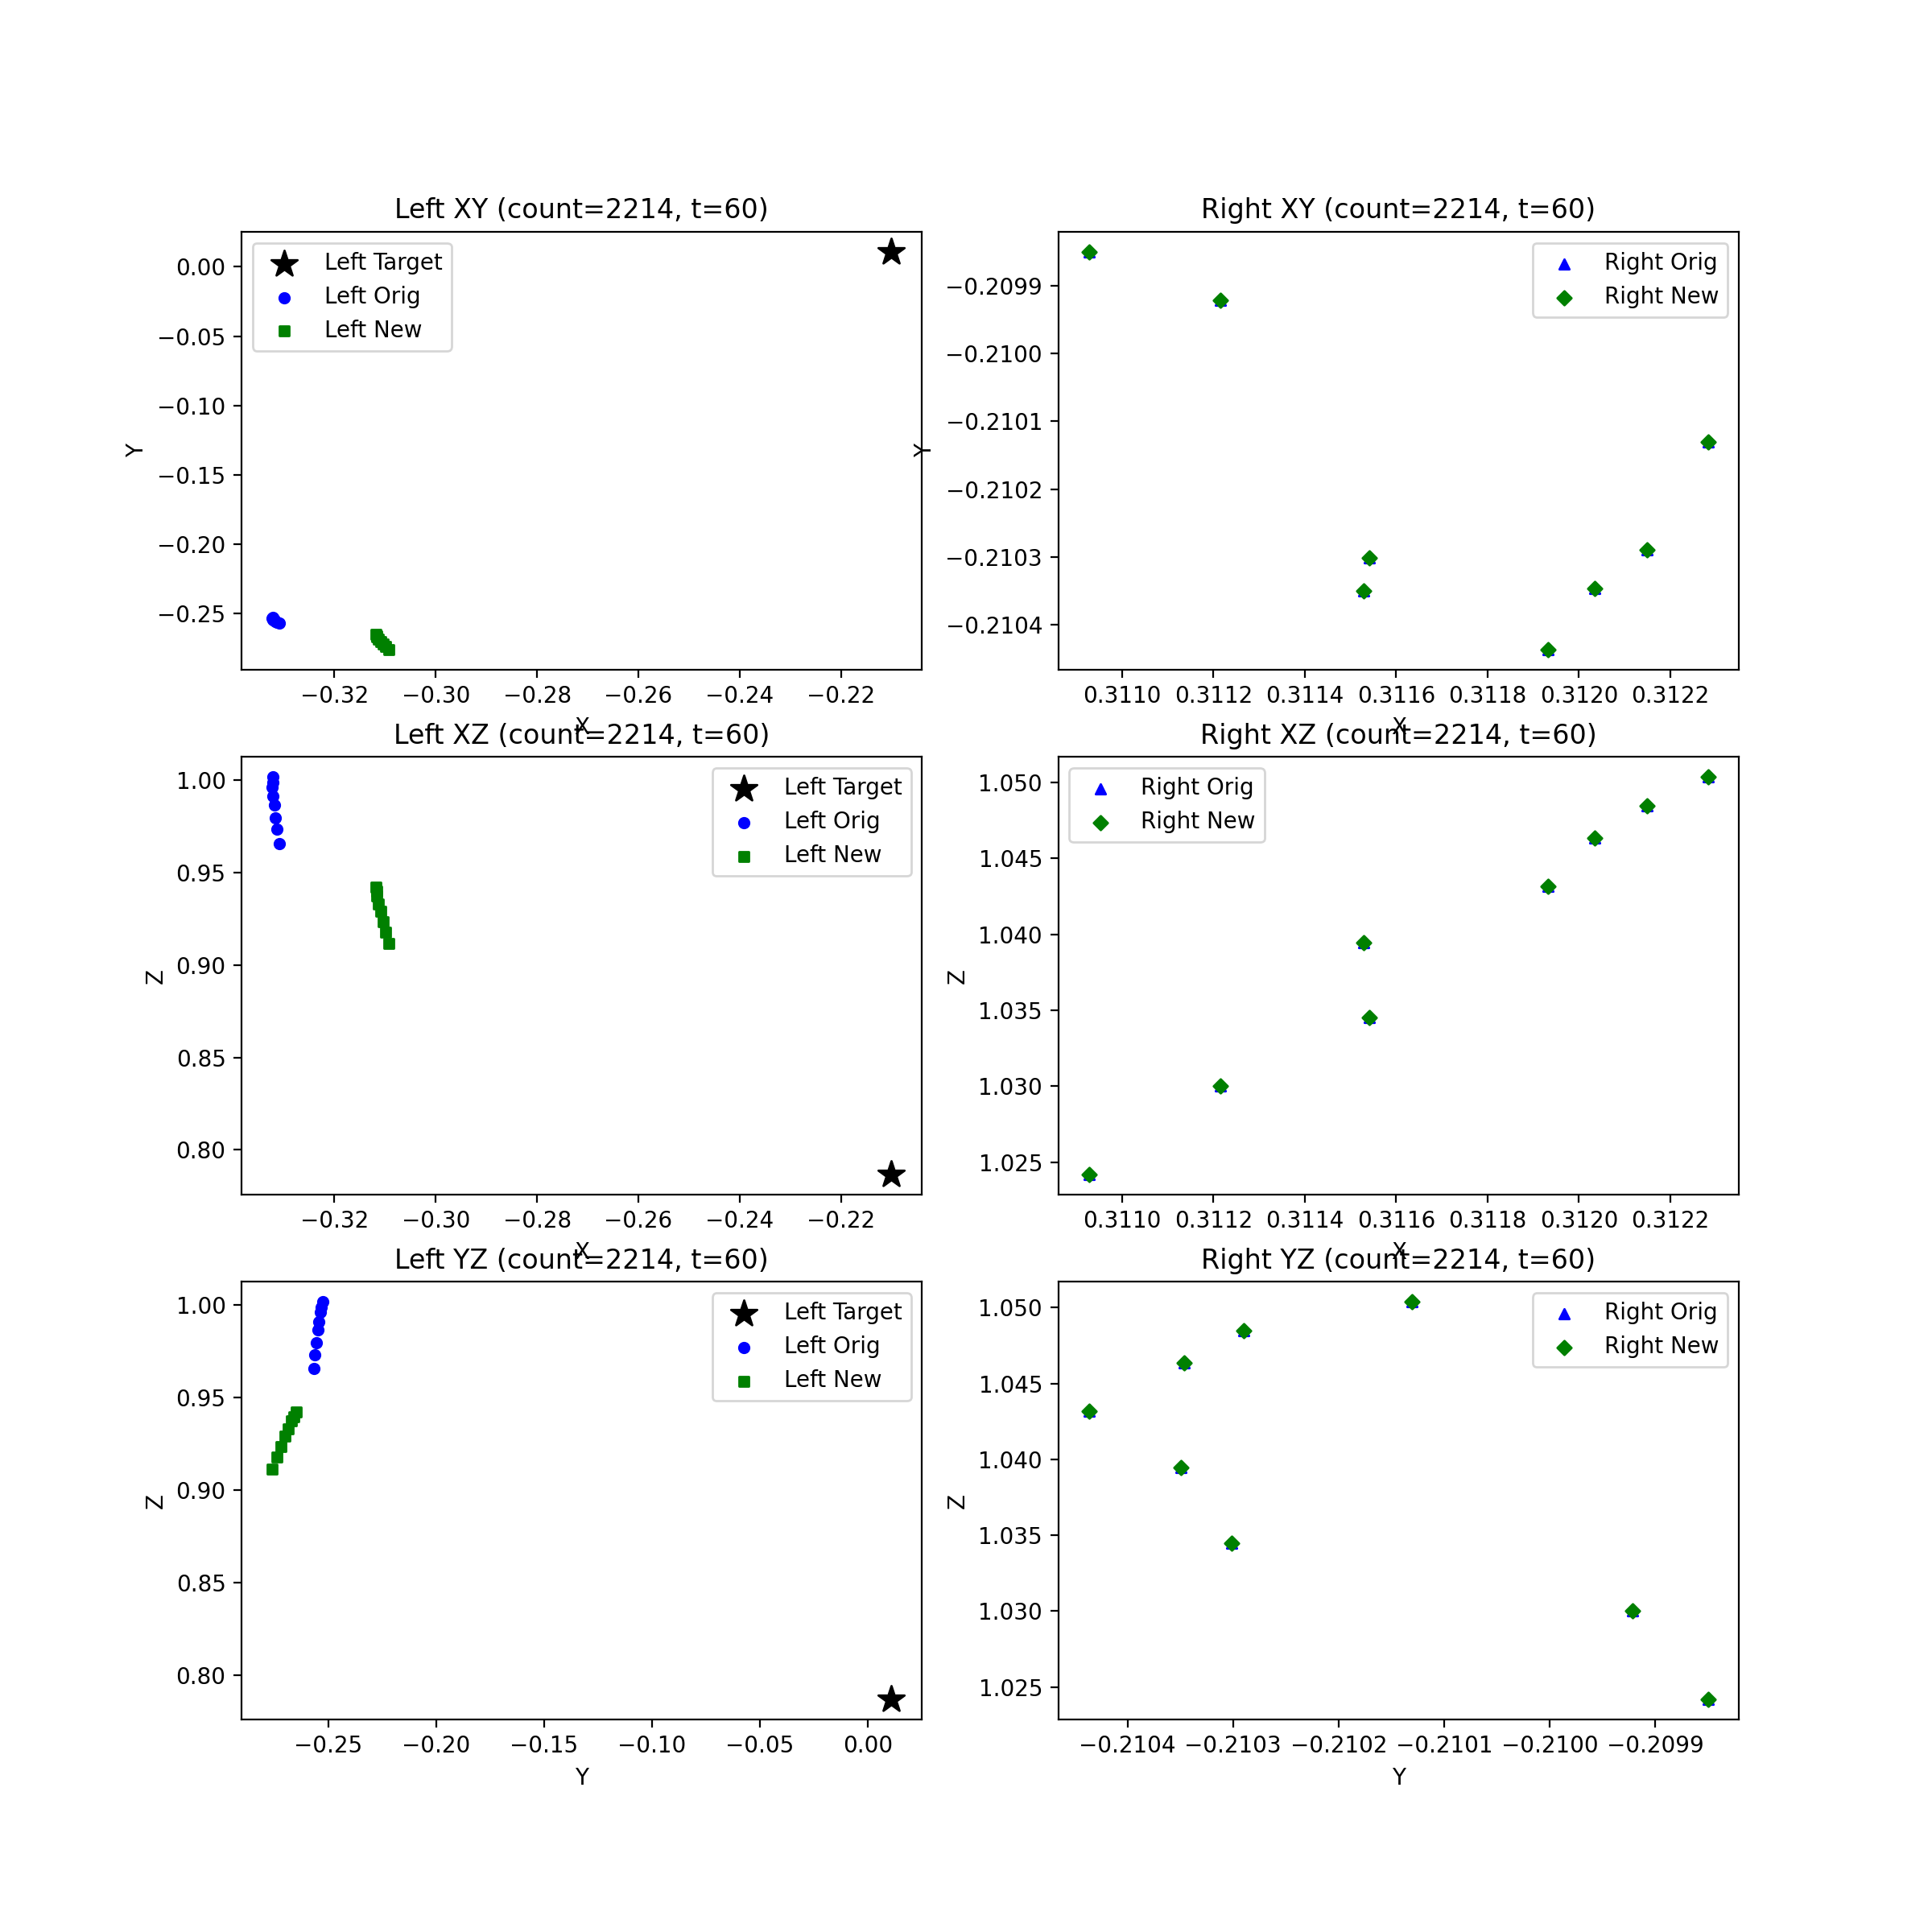 Left XY (count=2214, t=60)
Left Target
Left Orig
Left New
0.00
−0.05
−0.10
−0.15
−0.20
−0.25
Y
−0.32 −0.30 −0.28 −0.26 −0.24 −0.22
X
Right XY (count=2214, t=60)
Right Orig
Right New
−0.2099
−0.2100
−0.2101
−0.2102
−0.2103
−0.2104
Y
0.3110 0.3112 0.3114 0.3116 0.3118 0.3120 0.3122
X
Left XZ (count=2214, t=60)
Left Target
Left Orig
Left New
1.00
0.95
0.90
0.85
0.80
Z
−0.32 −0.30 −0.28 −0.26 −0.24 −0.22
X
Right XZ (count=2214, t=60)
Right Orig
Right New
1.050
1.045
1.040
1.035
1.030
1.025
Z
0.3110 0.3112 0.3114 0.3116 0.3118 0.3120 0.3122
X
Left YZ (count=2214, t=60)
Left Target
Left Orig
Left New
1.00
0.95
0.90
0.85
0.80
Z
−0.25 −0.20 −0.15 −0.10 −0.05 0.00
Y
Right YZ (count=2214, t=60)
Right Orig
Right New
1.050
1.045
1.040
1.035
1.030
1.025
Z
−0.2104 −0.2103 −0.2102 −0.2101 −0.2100 −0.2099
Y